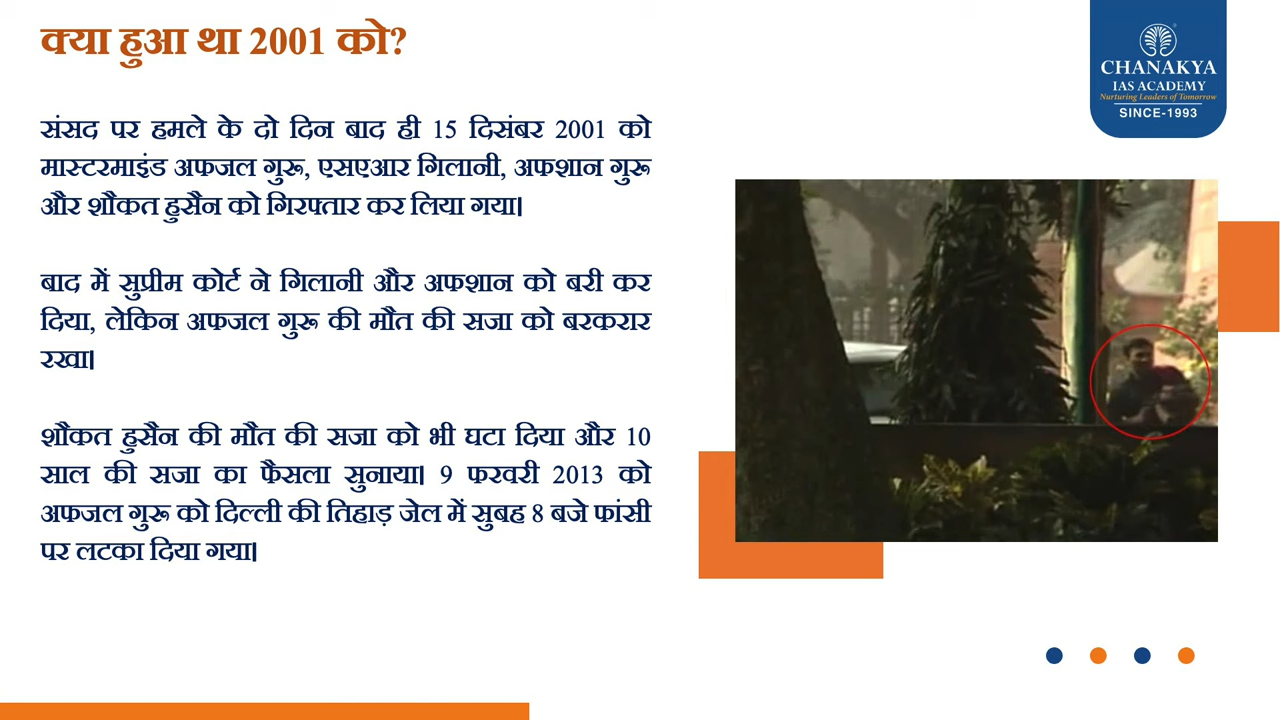 क्या हुआ था 2001 को?
CHANAKYA
IAS ACADEMY
Nurturing Leaders of Tomorrow
SINCE-1993
संसद पर हमले के दो दिन बाद ही 15 दिसंबर 2001 को
मास्टरमाइंड अफजल गुरू, एसएआर गिलानी, अफशान गुरू
और शौकत हुसैन को गिरफ्तार कर लिया गया।
बाद में सुप्रीम कोर्ट ने गिलानी और अफशान को बरी कर
दिया, लेकिन अफजल गुरू की मौत की सजा को बरकरार
रखा।
शौकत हुसैन की मौत की सजा को भी घटा दिया और 10
साल की सजा का फैसला सुनाया। 9 फरवरी 2013 को
अफजल गुरू को दिल्ली की तिहाड़ जेल में सुबह 8 बजे फांसी
पर लटका दिया गया।